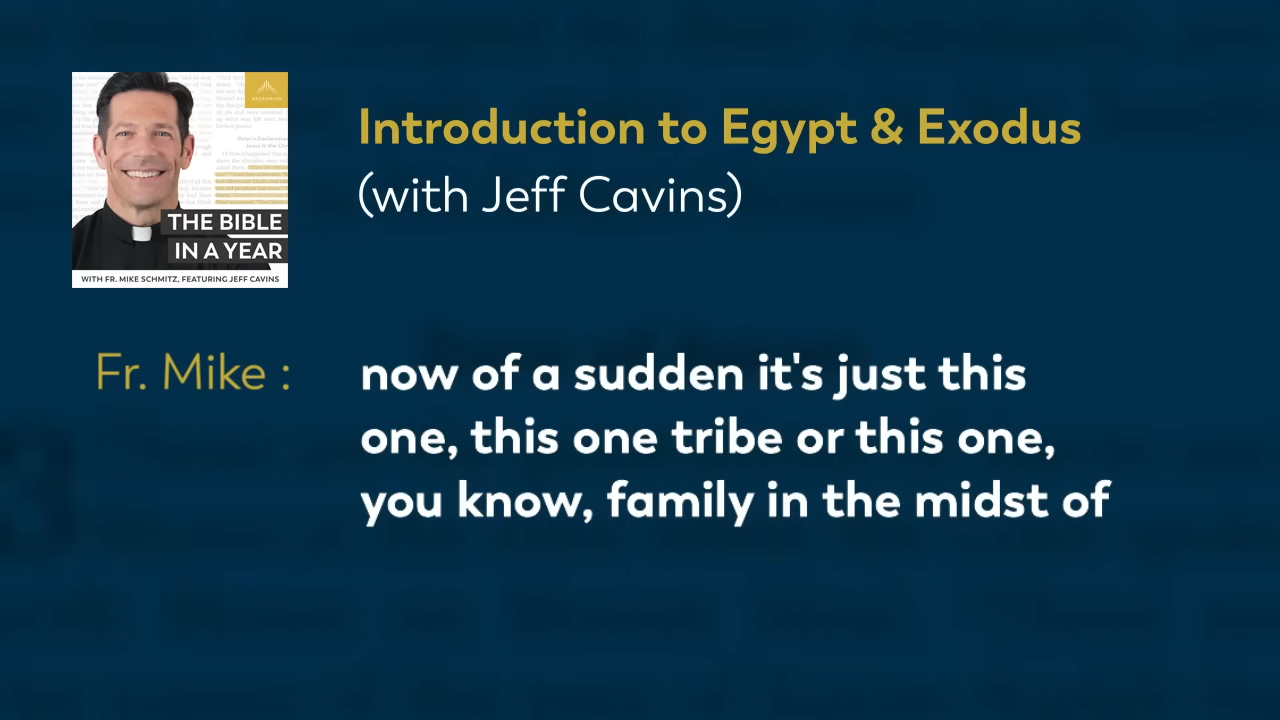 THE BIBLE
IN A YEAR
WITH FR. MIKE SCHMITZ, FEATURING JEFF CAVINS
Introduction to Egypt & Exodus
(with Jeff Cavins)
Fr. Mike :
now of a sudden it's just this
one, this one tribe or this one,
you know, family in the midst of